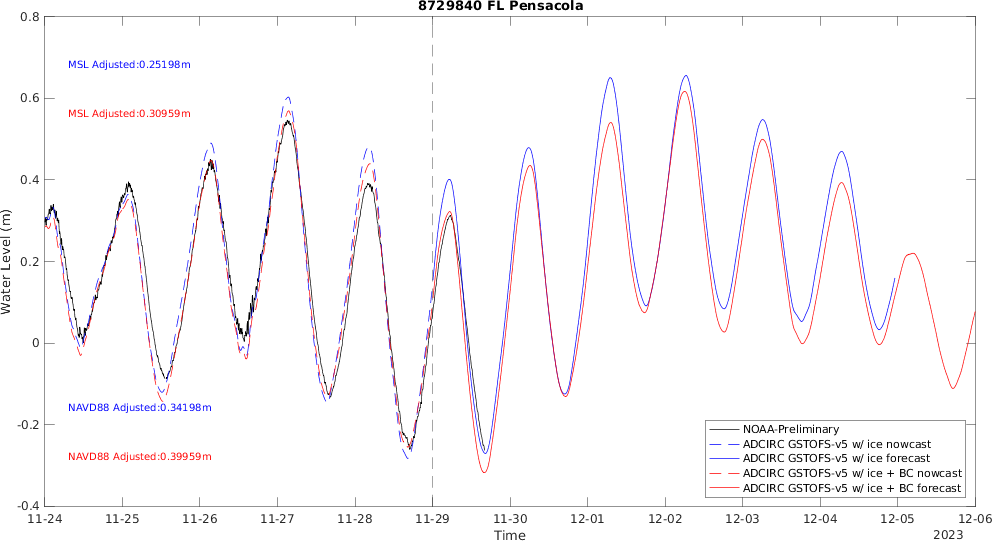 8729840 FL Pensacola
0.8
0.6
0.4
0.2
0
-0.2
-0.4
Water Level (m)
MSL Adjusted:0.25198m
MSL Adjusted:0.30959m
NAVD88 Adjusted:0.34198m
NAVD88 Adjusted:0.39959m
NOAA-Preliminary
ADCIRC GSTOFS-v5 w/ ice nowcast
ADCIRC GSTOFS-v5 w/ ice forecast
ADCIRC GSTOFS-v5 w/ ice + BC nowcast
ADCIRC GSTOFS-v5 w/ ice + BC forecast
11-24 11-25 11-26 11-27 11-28 11-29 11-30 12-01 12-02 12-03 12-04 12-05 12-06
Time
2023